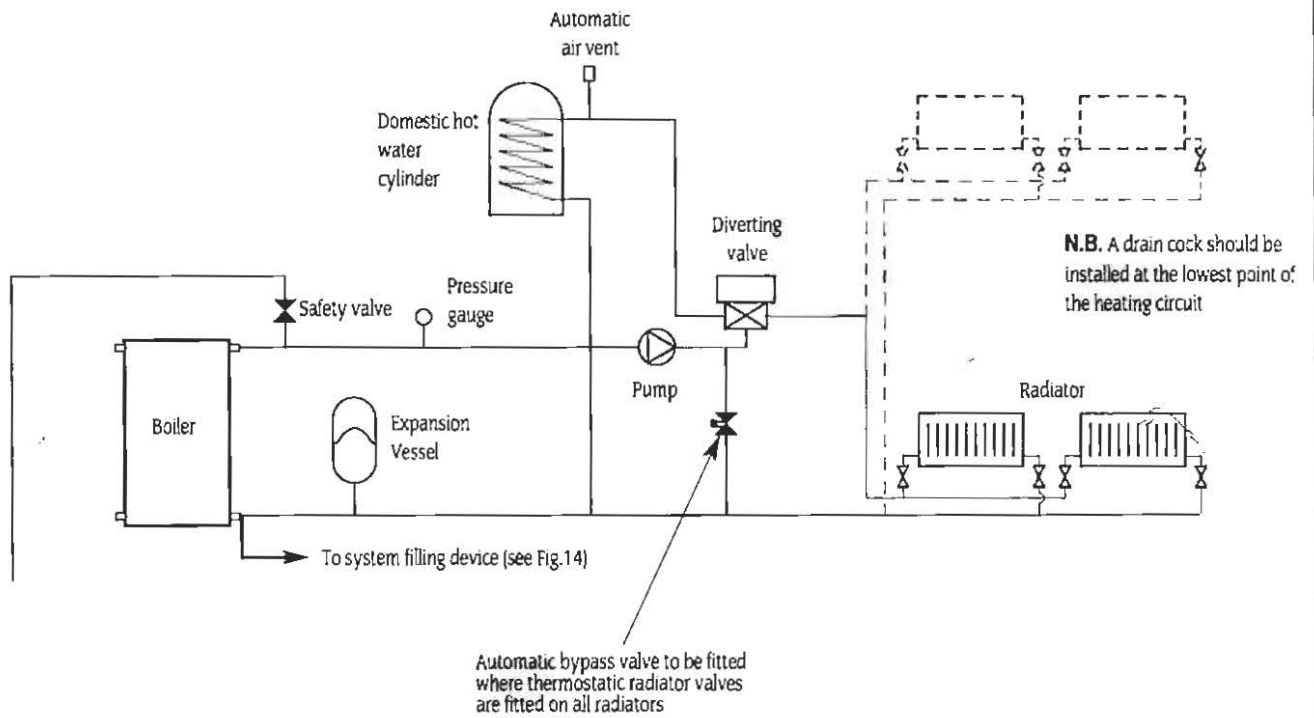 Automatic
air vent
Domestic hot
water
cylinder
Diverting
valve
N.B. A drain cock should be
installed at the lowest point of
the heating circuit
Safety valve
Pressure
gauge
Pump
Radiator
Boiler
Expansion
Vessel
To system filling device (see Fig.14)
Automatic bypass valve to be fitted
where thermostatic radiator valves
are fitted on all radiators